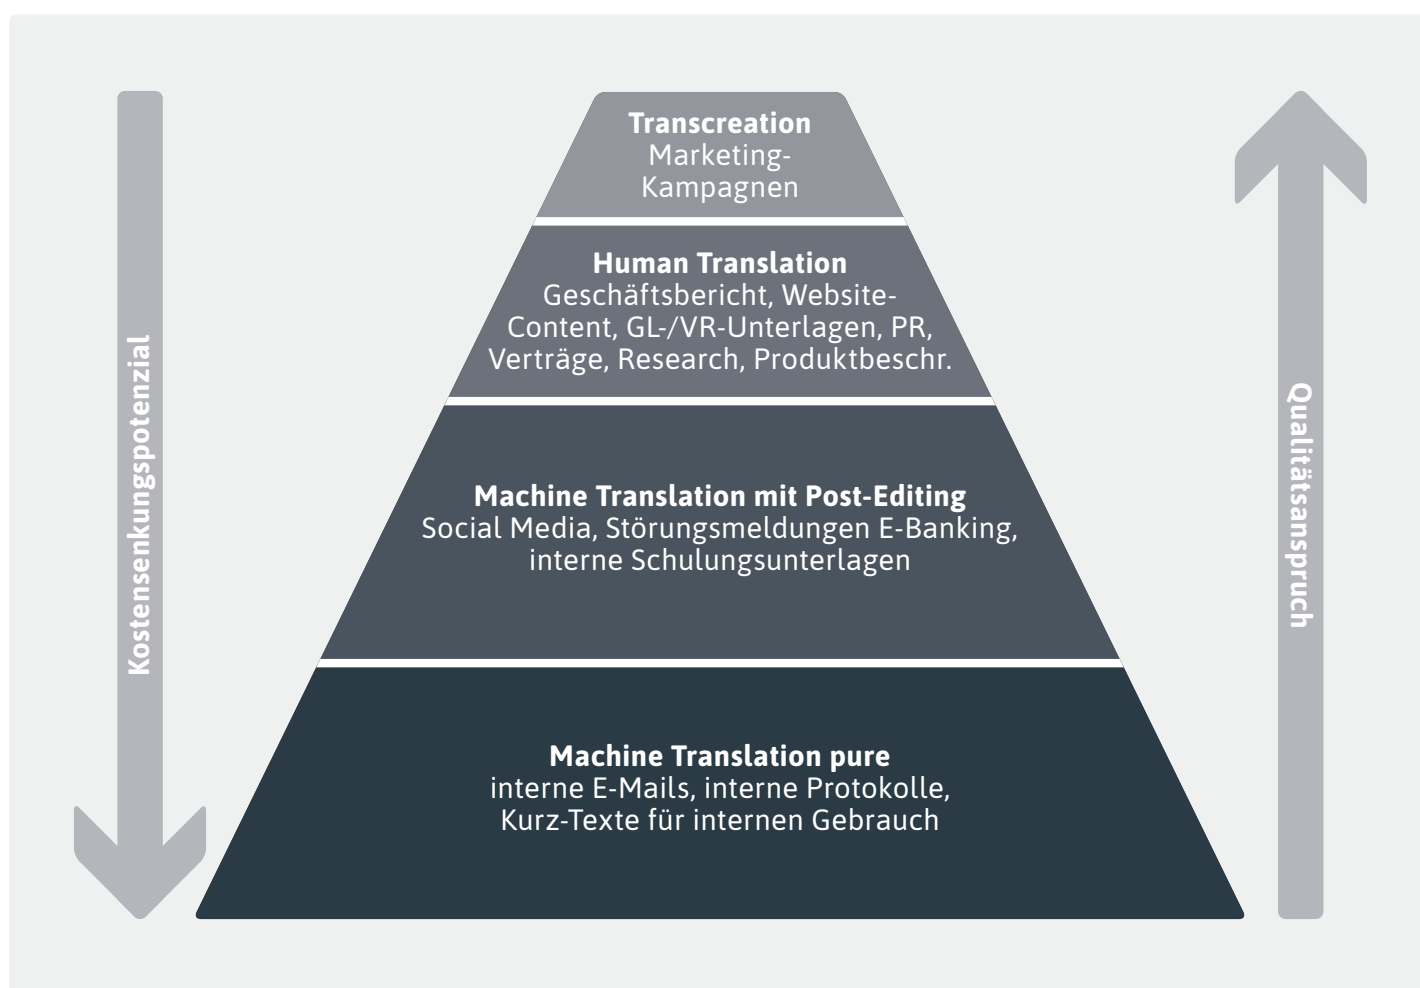 Transcreation
Marketing-
Kampagnen
Human Translation
Geschäftsbericht, Website-
Content, GL-/VR-Unterlagen, PR,
Verträge, Research, Produktbeschr.
Machine Translation mit Post-Editing
Social Media, Störungsmeldungen E-Banking,
interne Schulungsunterlagen
Machine Translation pure
interne E-Mails, interne Protokolle,
Kurz-Texte für internen Gebrauch
Kostensenkungspotenzial
Qualitätsanspruch